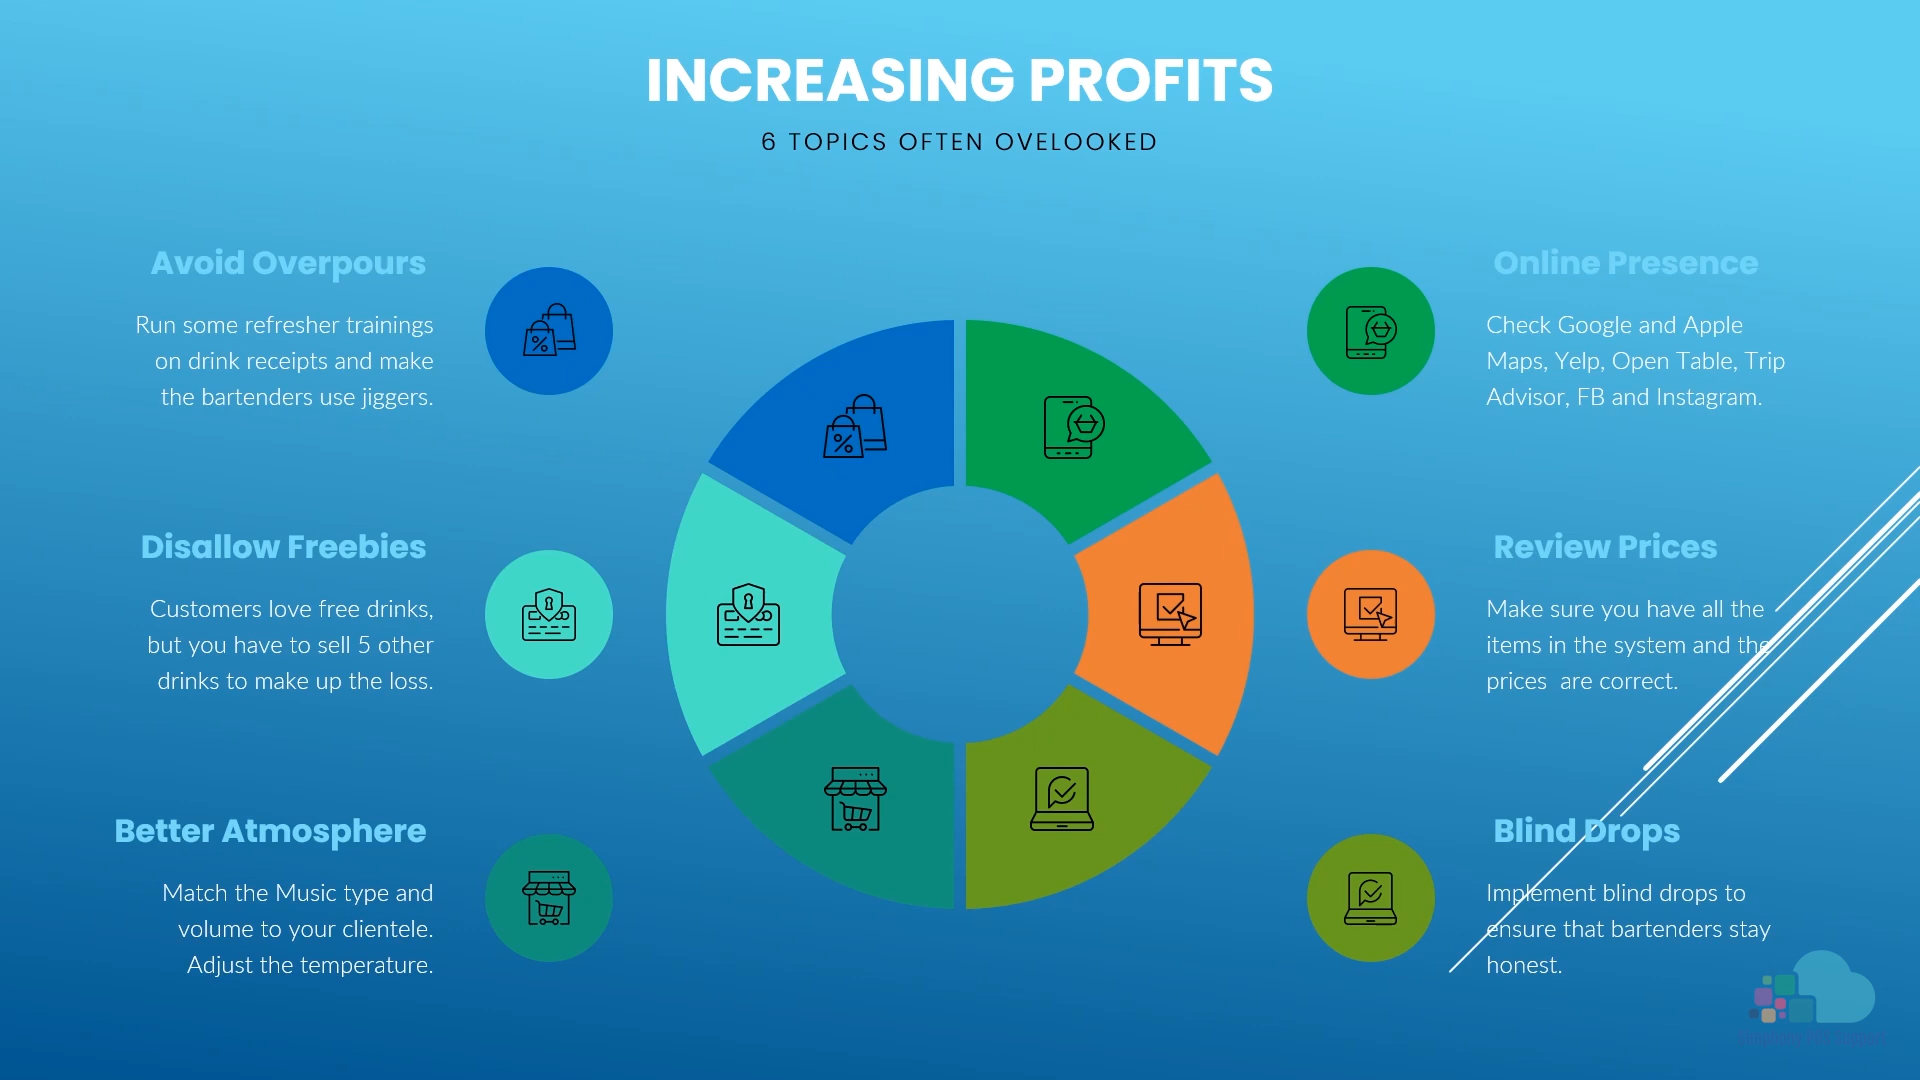 INCREASING PROFITS
6 TOPICS OFTEN OVELOOKED
Avoid Overpours
Run some refresher trainings
on drink receipts and make
the bartenders use jiggers.
Disallow Freebies
Customers love free drinks,
but you have to sell 5 other
drinks to make up the loss.
Better Atmosphere
Match the Music type and
volume to your clientele.
Adjust the temperature.
Online Presence
Check Google and Apple
Maps, Yelp, Open Table, Trip
Advisor, FB and Instagram.
Review Prices
Make sure you have all the
items in the system and the
prices  are correct.
Blind Drops
Implement blind drops to
ensure that bartenders stay
honest.